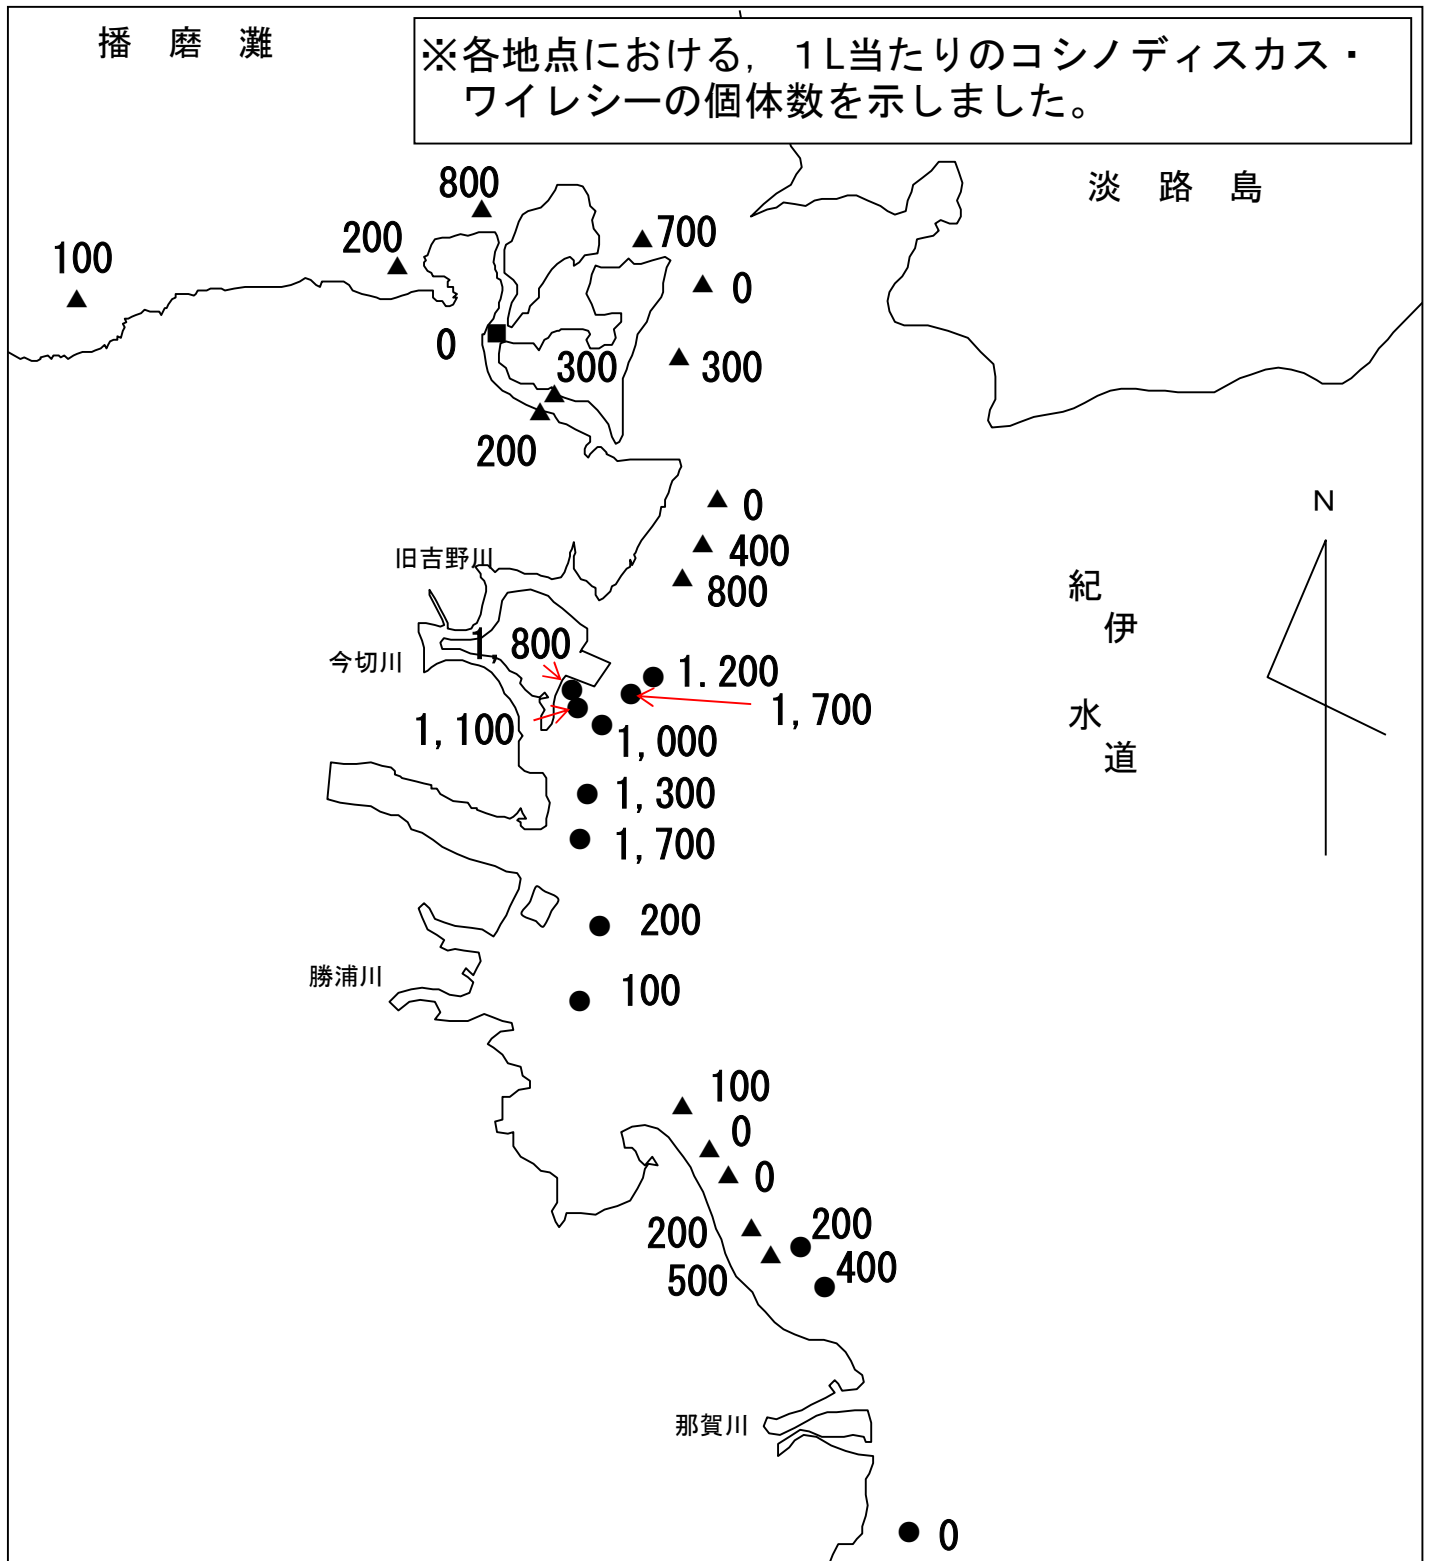 播 磨 灘
※各地点における, 1L当たりのコシノディスカス・
ワイレシーの個体数を示しました。
淡 路 島
800
200
100
700
0
0
300
300
200
0
400
800
N
旧吉野川
今切川
1,800
1.200
1,700
1,100
1,000
紀
伊
水
道
1,300
1,700
200
勝浦川
100
100
0
0
200
200
500
400
那賀川
0